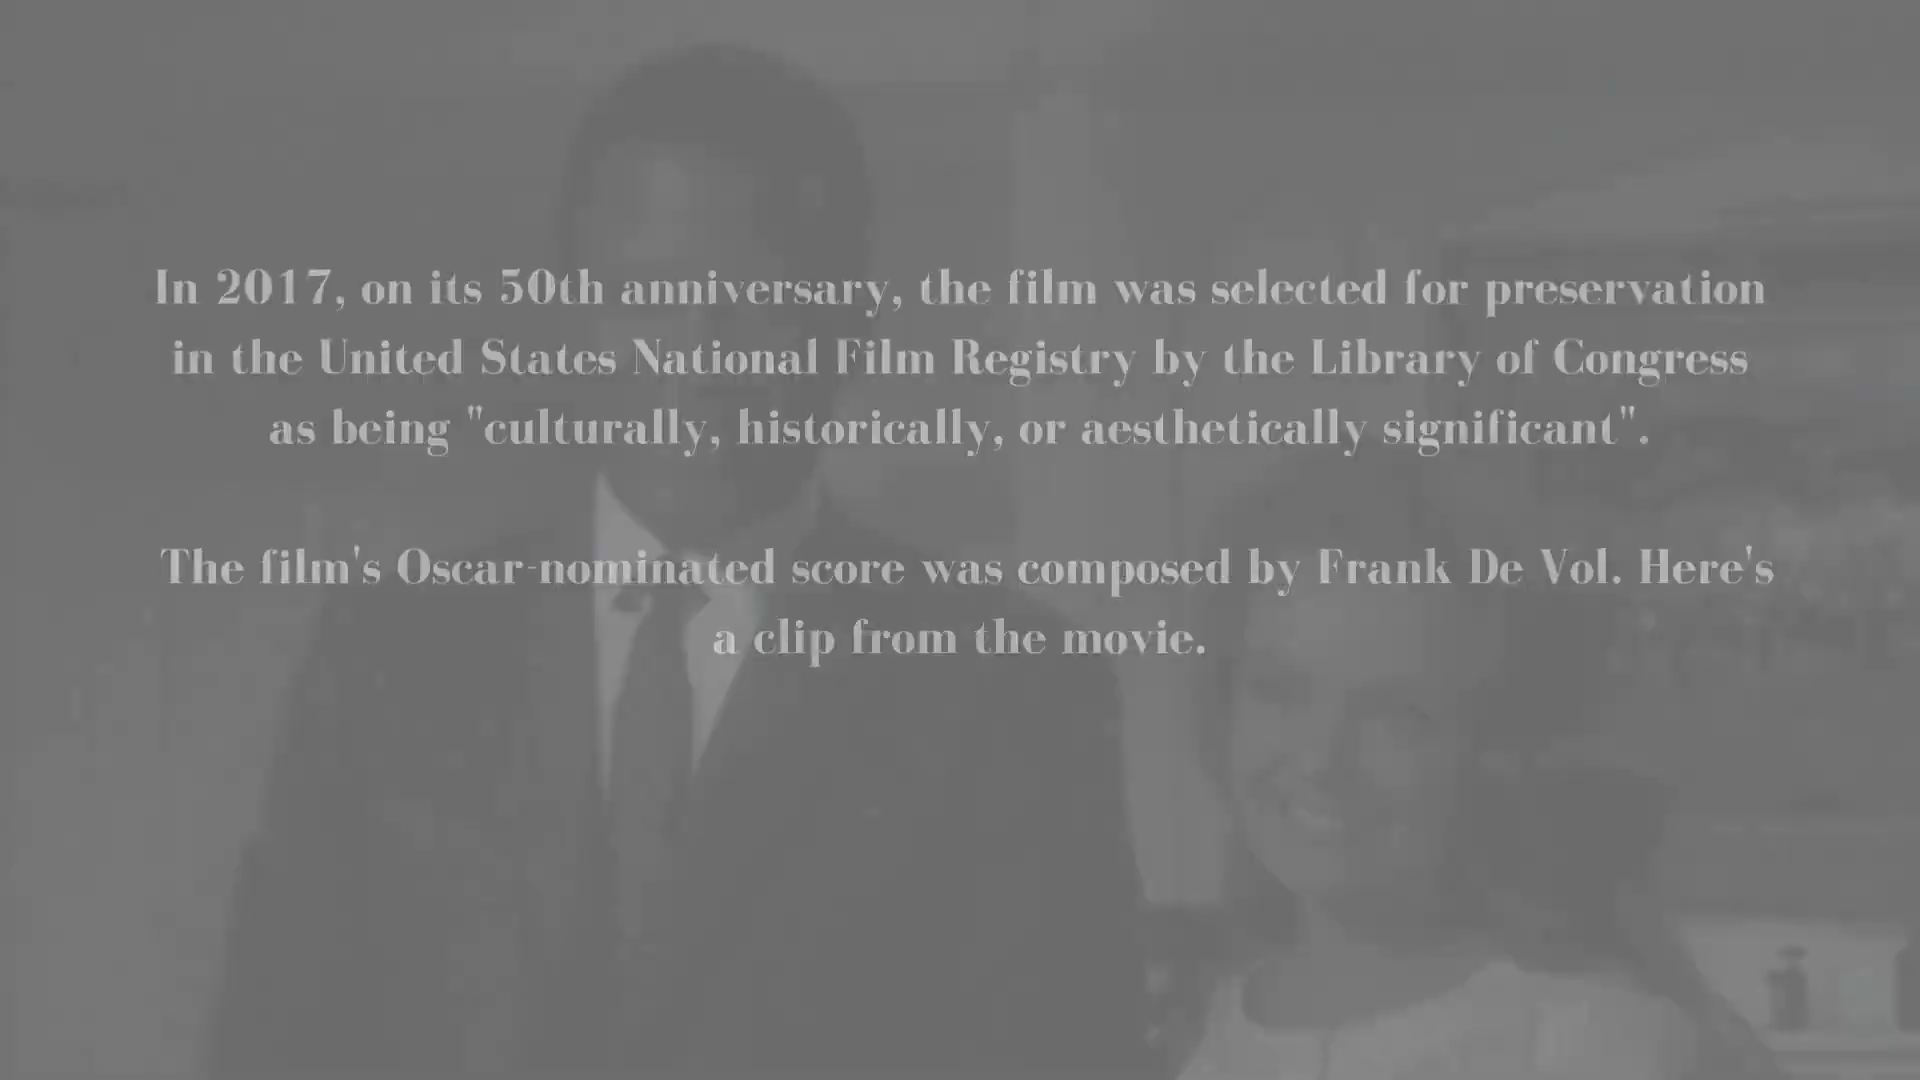 In 2017, on its 50th anniversary, the film was selected for preservation
in the United States National Film Registry by the Library of Congress
as being "culturally, historically, or aesthetically significant".
The film's Oscar-nominated score was composed by Frank De Vol. Here's
a clip from the movie.